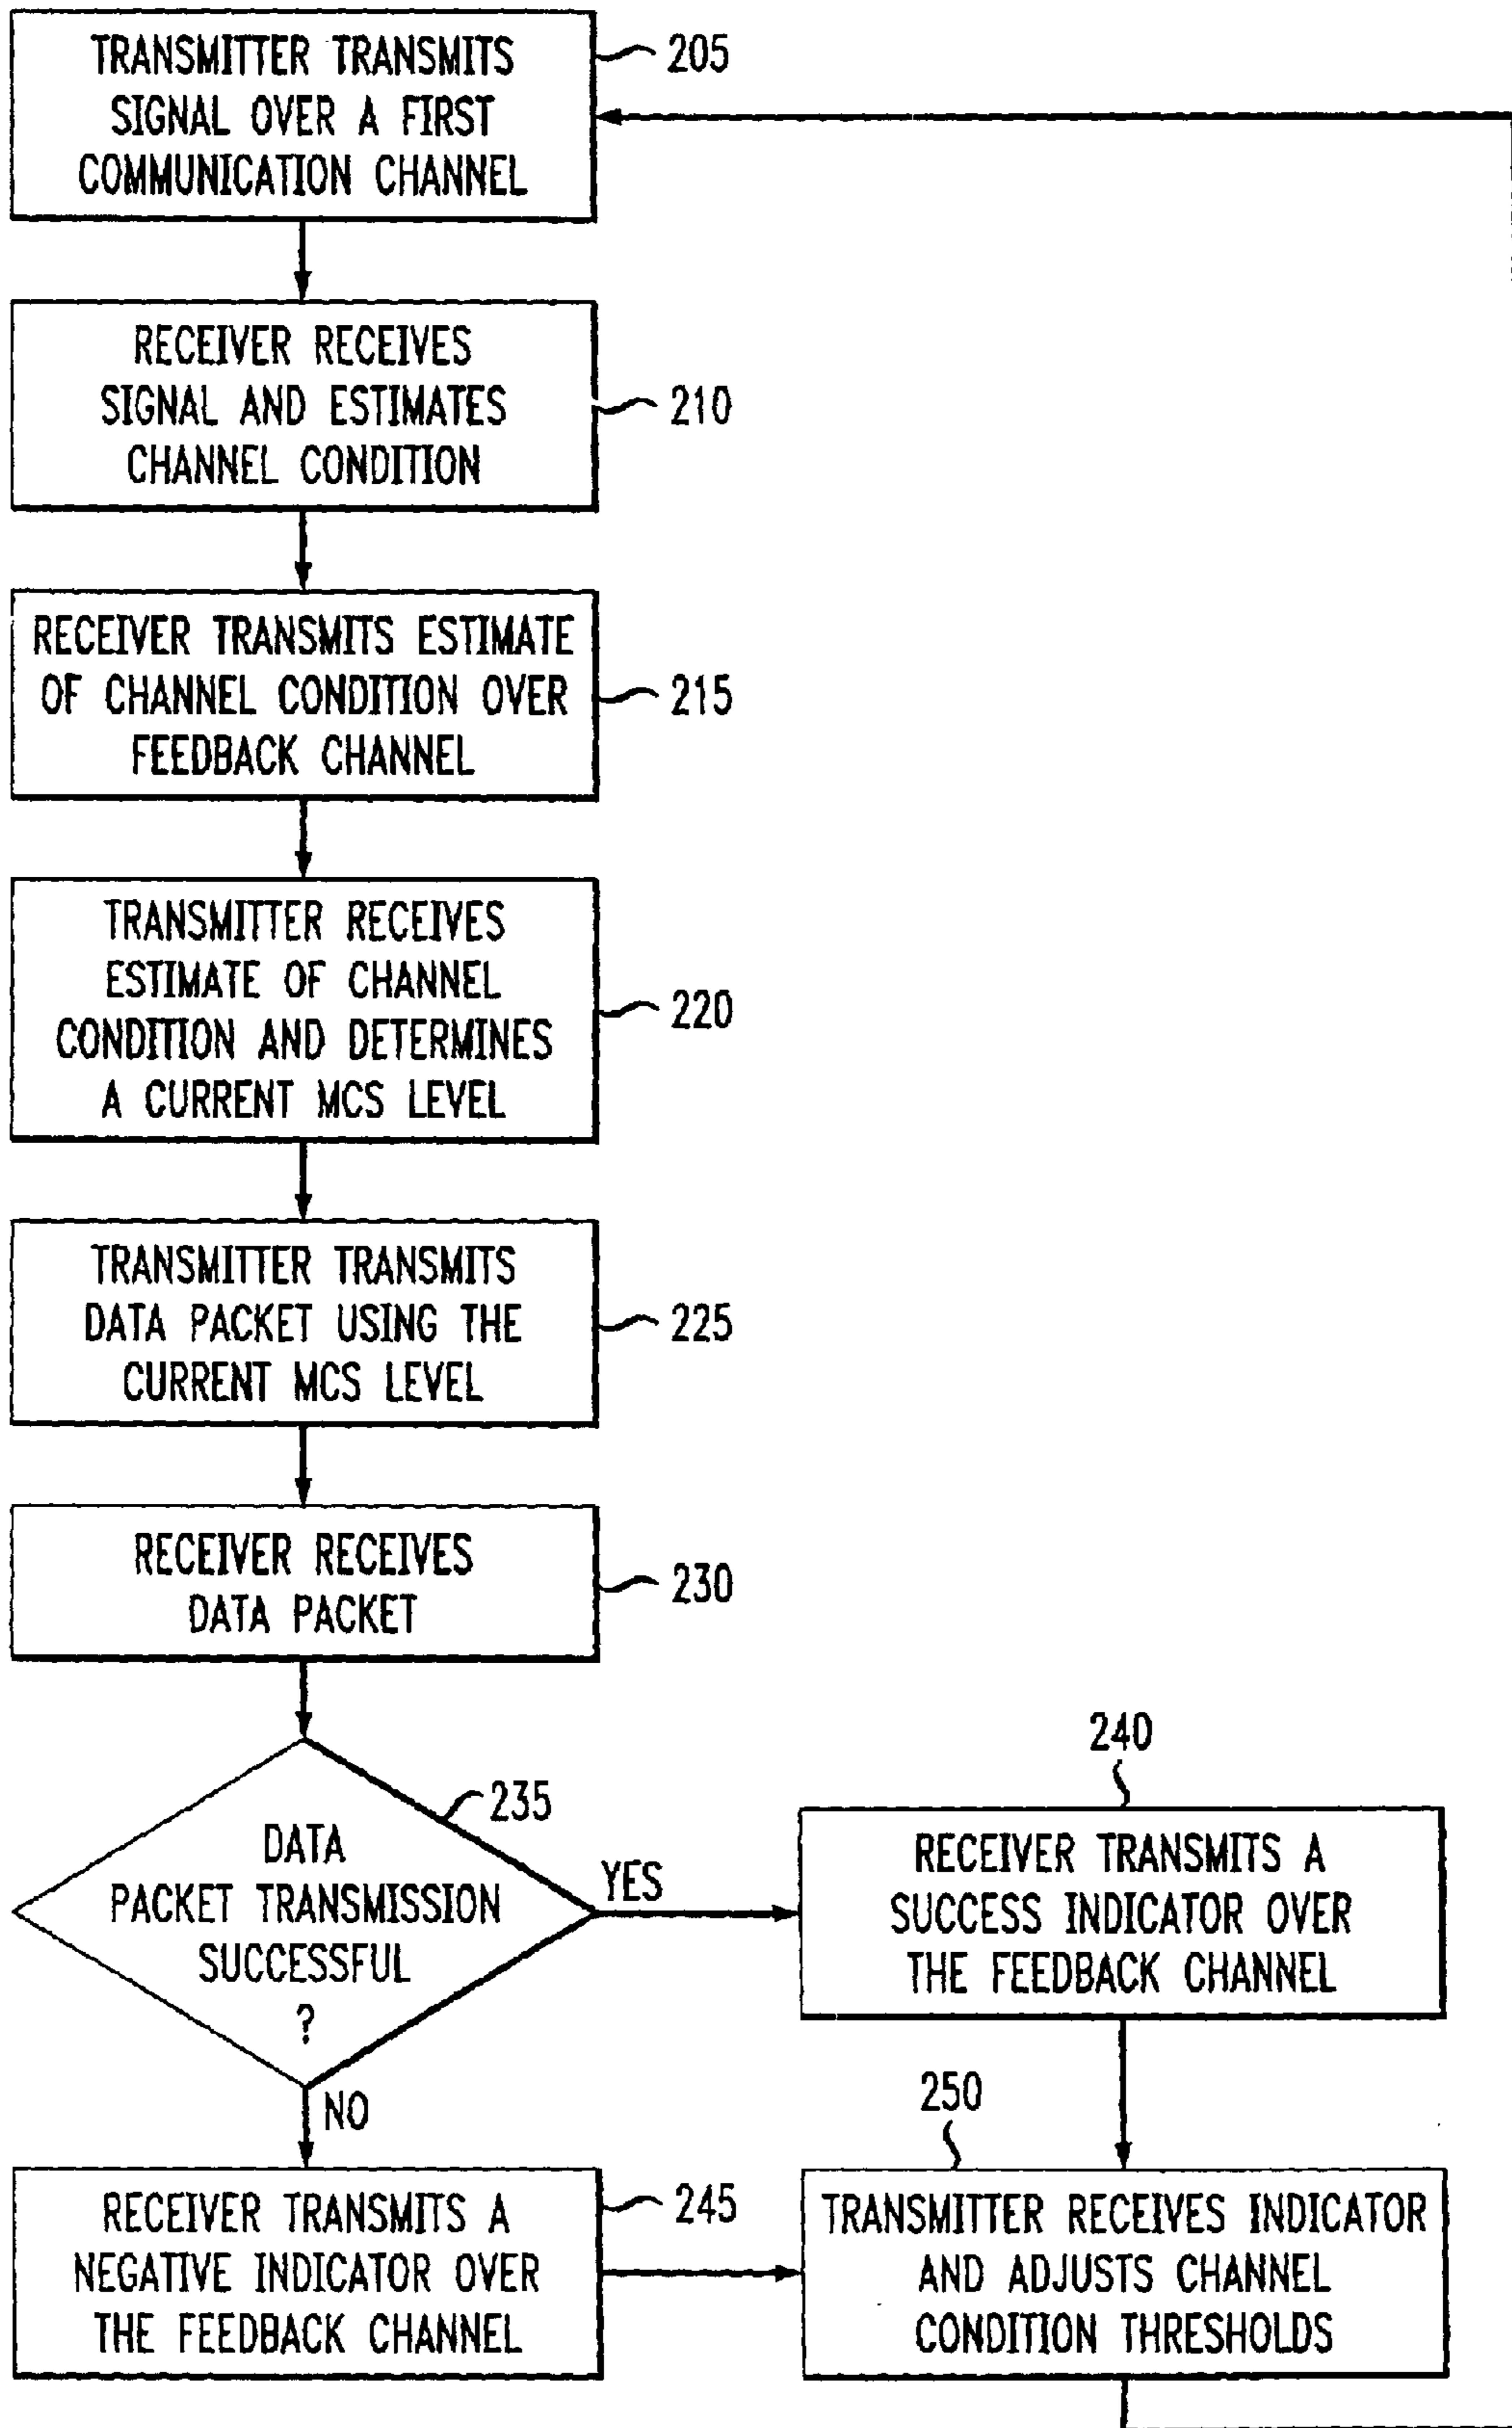 TRANSMITTER TRANSMITS
SIGNAL OVER A FIRST
COMMUNICATION CHANNEL
205
RECEIVER RECEIVES
SIGNAL AND ESTIMATES
CHANNEL CONDITION
210
RECEIVER TRANSMITS ESTIMATE
OF CHANNEL CONDITION OVER
FEEDBACK CHANNEL
215
TRANSMITTER RECEIVES
ESTIMATE OF CHANNEL
CONDITION AND DETERMINES
A CURRENT MCS LEVEL
220
TRANSMITTER TRANSMITS
DATA PACKET USING THE
CURRENT MCS LEVEL
225
RECEIVER RECEIVES
DATA PACKET
230
DATA
PACKET TRANSMISSION
SUCCESSFUL
?
235
YES
240
RECEIVER TRANSMITS A
SUCCESS INDICATOR OVER
THE FEEDBACK CHANNEL
NO
RECEIVER TRANSMITS A
NEGATIVE INDICATOR OVER
THE FEEDBACK CHANNEL
245
250
TRANSMITTER RECEIVES INDICATOR
AND ADJUSTS CHANNEL
CONDITION THRESHOLDS